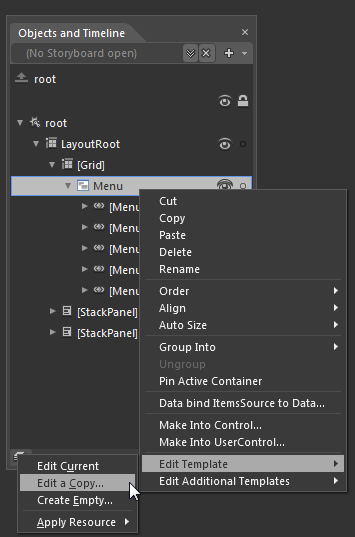 Objects and Timeline
(No Storyboard open)
root
root
LayoutRoot
[Grid]
Menu
[Menu
[Menu
[Menu
[Menu
[Menu
[StackPanel]
[StackPanel]
Cut
Copy
Paste
Delete
Rename
Order
Align
Auto Size
Group Into
Ungroup
Pin Active Container
Data bind ItemsSource to Data...
Make Into Control...
Make Into UserControl...
Edit Template
Edit Additional Templates
Edit Current
Edit a Copy...
Create Empty...
Apply Resource